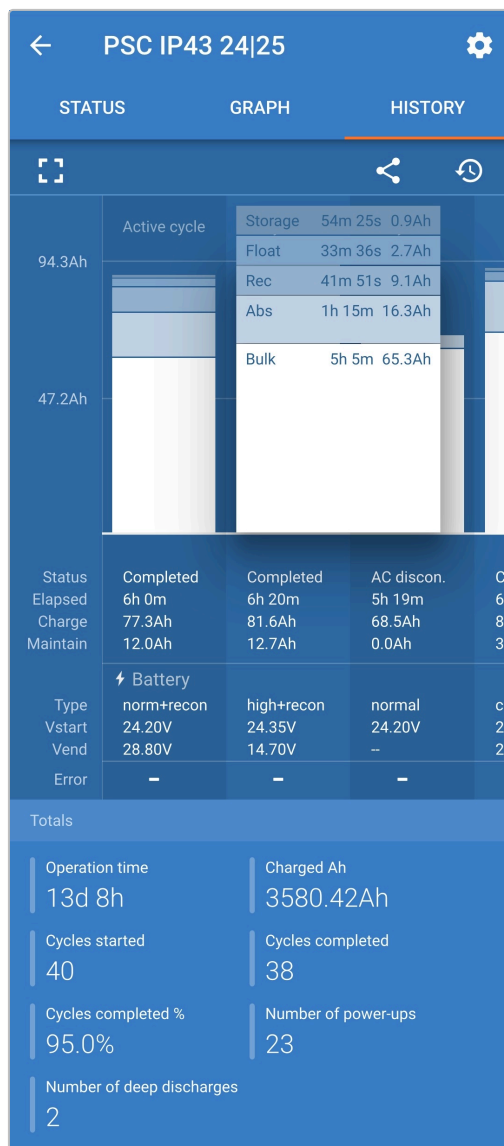 PSC IP43 24|25
STATUS GRAPH HISTORY
Active cycle
94.3Ah
47.2Ah
Storage 54m 25s 0.9Ah
Float 33m 36s 2.7Ah
Rec 41m 51s 9.1Ah
Abs 1h 15m 16.3Ah
Bulk 5h 5m 65.3Ah
Status Completed Completed AC discon. C
Elapsed 6h 0m 6h 20m 5h 19m 6
Charge 77.3Ah 81.6Ah 68.5Ah 8
Maintain 12.0Ah 12.7Ah 0.0Ah 3
Battery
Type norm+recon high+recon normal c
Vstart 24.20V 24.35V 24.20V 2
Vend 28.80V 14.70V -- 2
Error – – –
Totals
Operation time Charged Ah
13d 8h 3580.42Ah
Cycles started Cycles completed
40 38
Cycles completed % Number of power-ups
95.0% 23
Number of deep discharges
2